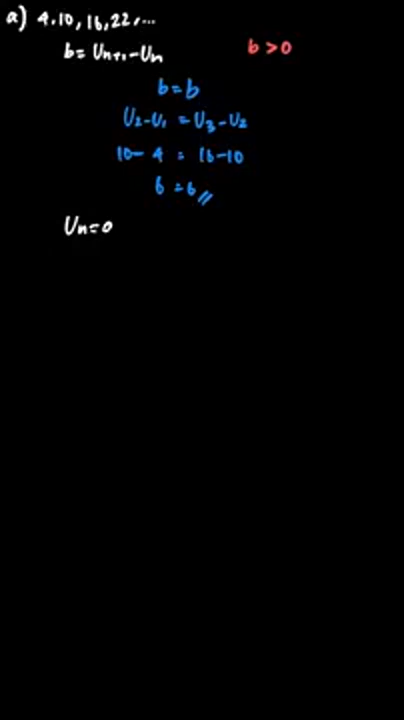 a) 4, 10, 16, 22, ...
b = Un+1 - Un
b > 0
b = b
U2 - U1 = U3 - U2
10 - 4 = 16 - 10
6 = 6 //
Un = 0